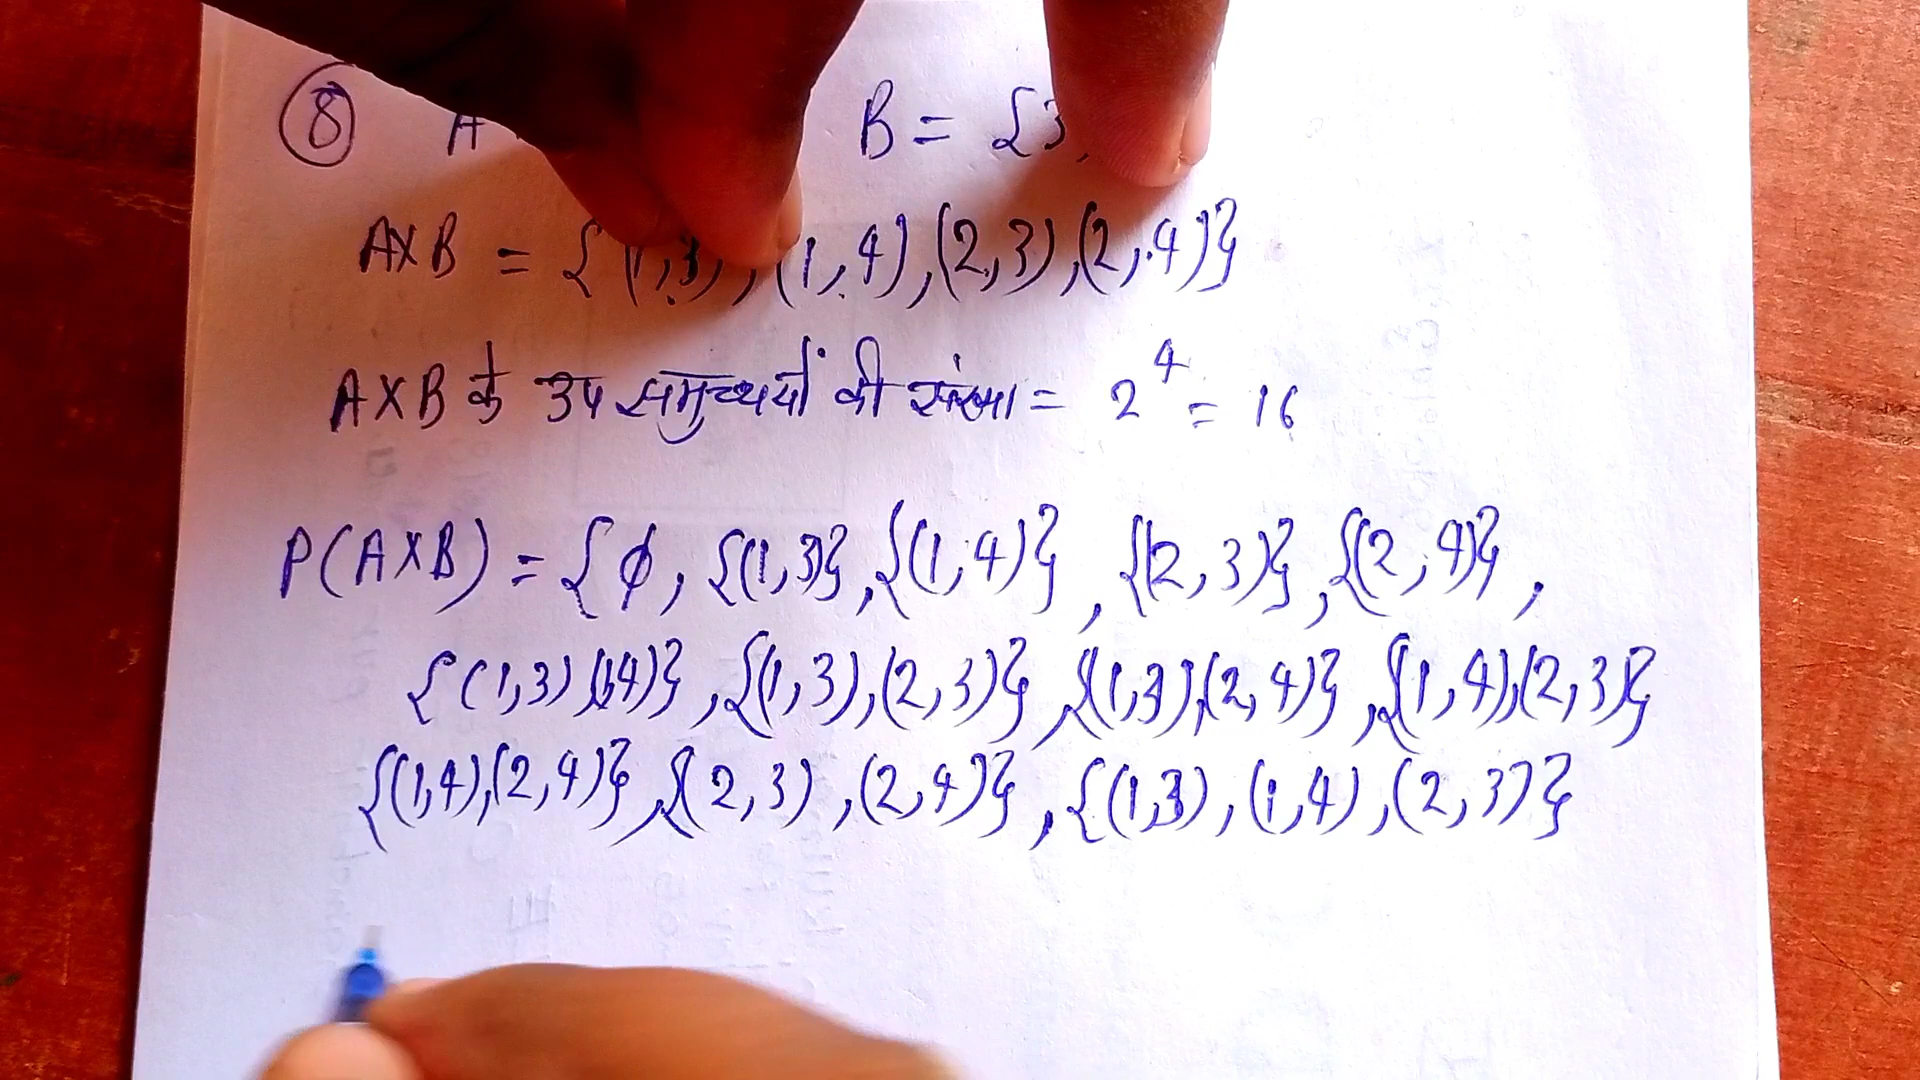 ⑧ A B = {3,
A×B = {(1,3), (1,4), (2,3), (2,4)}
A×B के उपसमुच्चयों की संख्या = 2⁴ = 16
P(A×B) = {ϕ, {(1,3)}, {(1,4)}, {(2,3)}, {(2,4)},
{(1,3)(1,4)}, {(1,3),(2,3)}, {(1,3),(2,4)}, {(1,4),(2,3)}
{(1,4),(2,4)}, {(2,3),(2,4)}, {(1,3),(1,4),(2,3)}